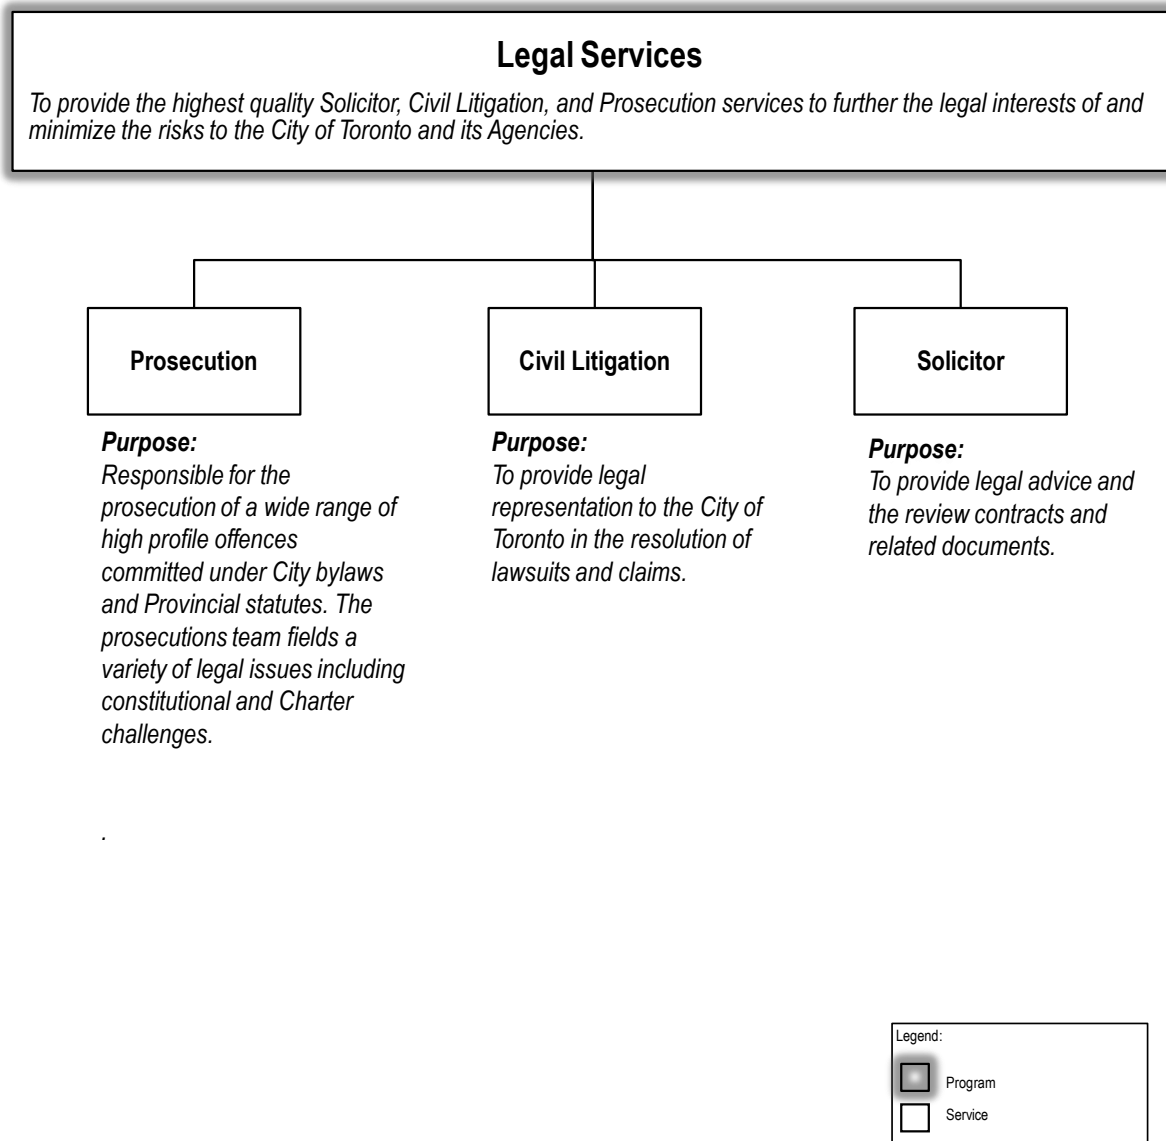 Legal Services
To provide the highest quality Solicitor, Civil Litigation, and Prosecution services to further the legal interests of and
minimize the risks to the City of Toronto and its Agencies.
Prosecution
Purpose:
Responsible for the
prosecution of a wide range of
high profile offences
committed under City bylaws
and Provincial statutes. The
prosecutions team fields a
variety of legal issues including
constitutional and Charter
challenges.
.
Civil Litigation
Purpose:
To provide legal
representation to the City of
Toronto in the resolution of
lawsuits and claims.
Solicitor
Purpose:
To provide legal advice and
the review contracts and
related documents.
Legend:
Program
Service